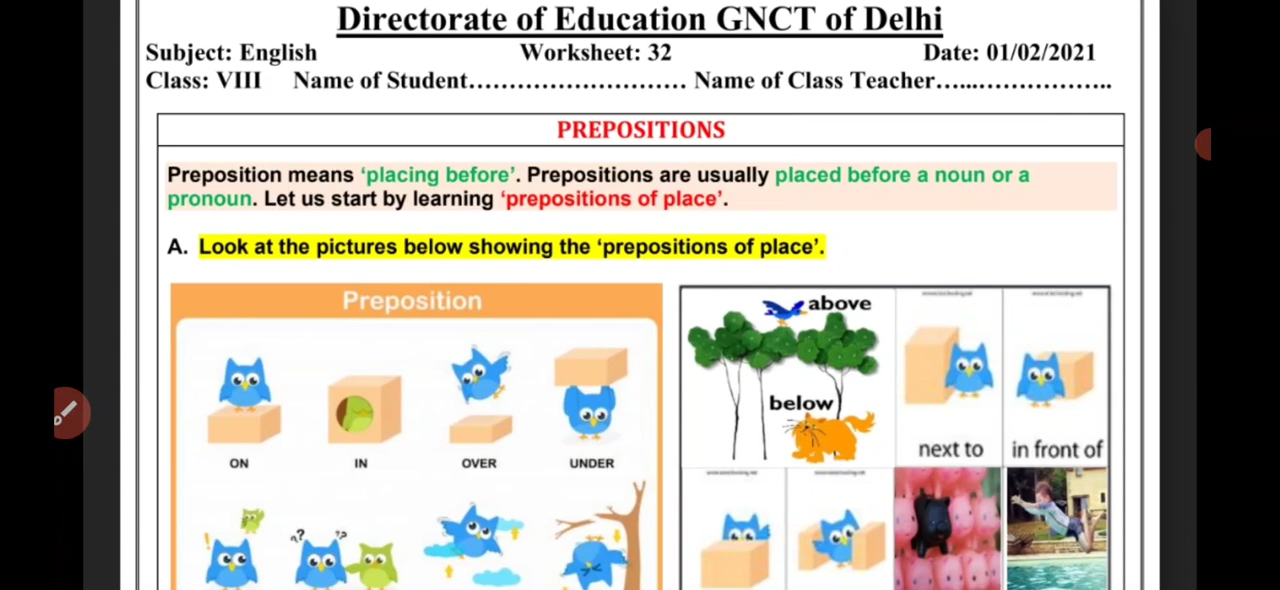 Directorate of Education GNCT of Delhi
Subject: English Worksheet: 32 Date: 01/02/2021
Class: VIII Name of Student........................... Name of Class Teacher......................
PREPOSITIONS
Preposition means ‘placing before’. Prepositions are usually placed before a noun or a
pronoun. Let us start by learning ‘prepositions of place’.
A. Look at the pictures below showing the ‘prepositions of place’.
Preposition
ON IN OVER UNDER
! ? ??
above
below
next to in front of